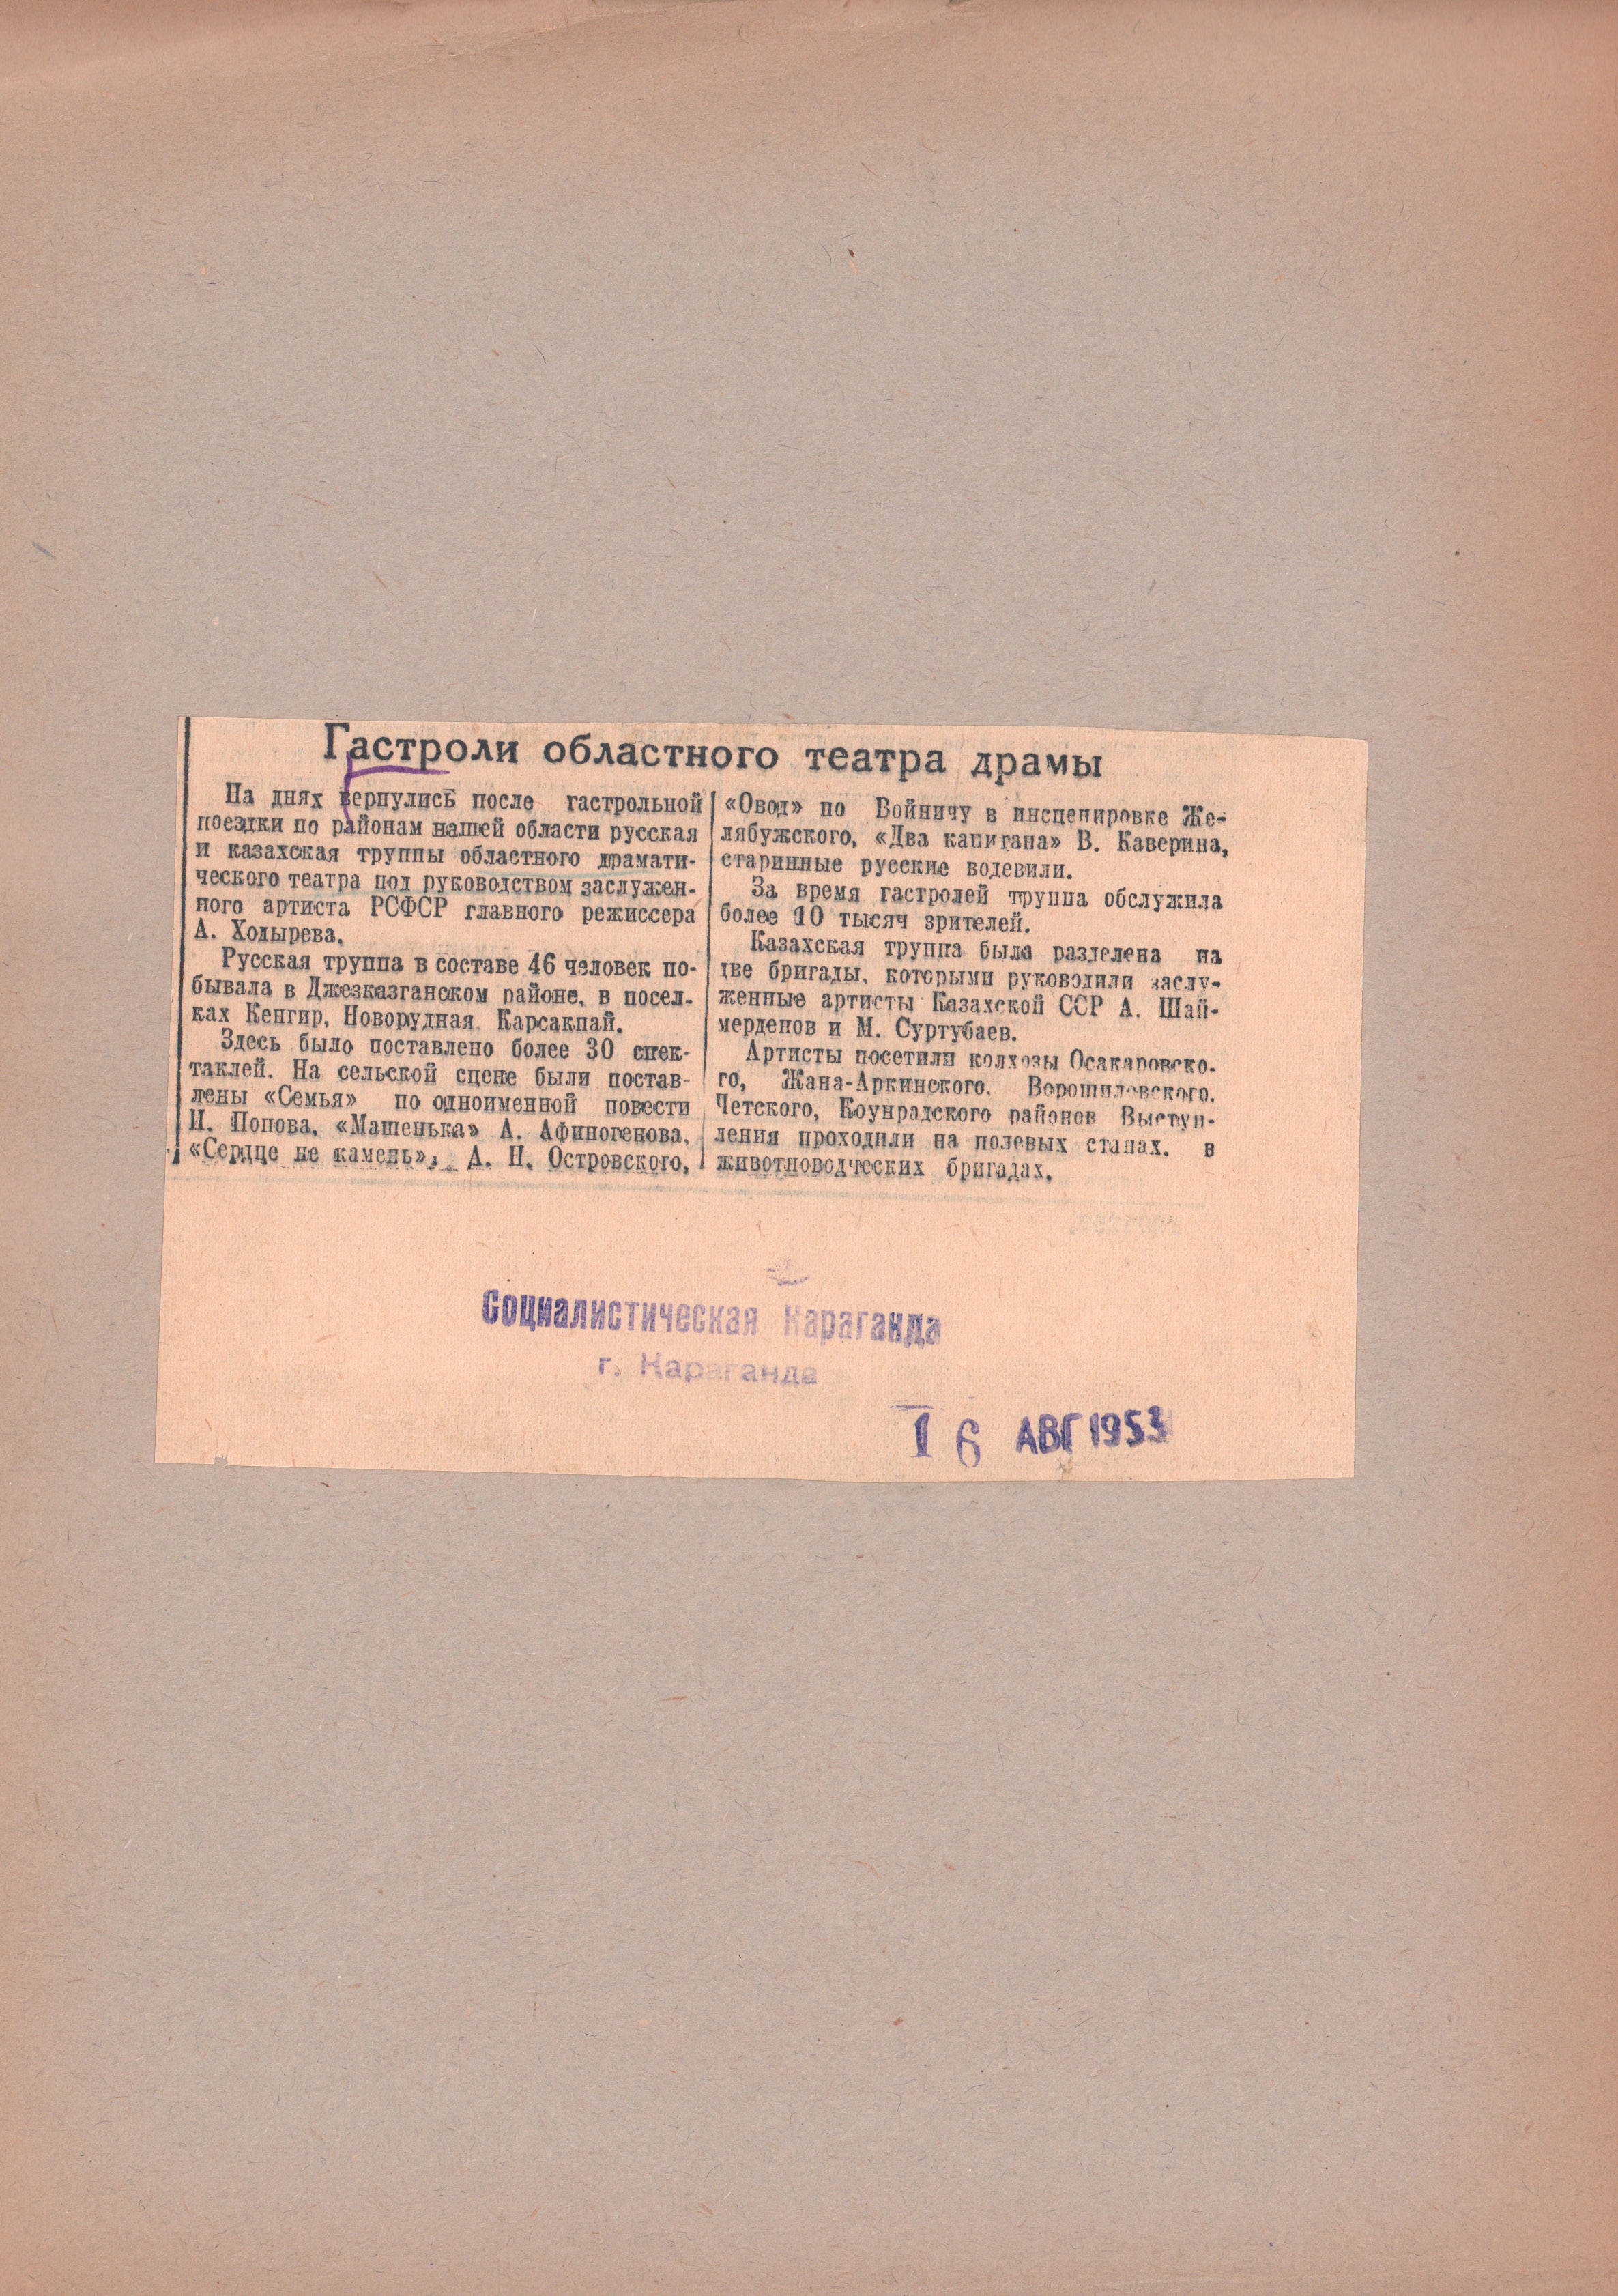 Гастроли областного театра драмы
На днях вернулись после гастрольной
поездки по районам нашей области русская
и казахская труппы областного драмати-
ческого театра под руководством заслужен-
ного артиста РСФСР главного режиссера
А. Ходырева.
Русская труппа в составе 46 человек по-
бывала в Джезказганском районе, в посел-
ках Кенгир, Новорудная, Карсакпай.
Здесь было поставлено более 30 спек-
таклей. На сельской сцене были постав-
лены «Семья» по одноименной повести
И. Попова, «Машенька» А. Афиногенова,
«Сердце не камень», А. Н. Островского,
«Овод» по Войничу в инсценировке Же-
лябужского, «Два капитана» В. Каверина,
старинные русские водевили.
За время гастролей труппа обслужила
более 10 тысяч зрителей.
Казахская труппа была разделена на
две бригады, которыми руководили заслу-
женные артисты Казахской ССР А. Шай-
мерденов и М. Суртубаев.
Артисты посетили колхозы Осакаровско-
го, Жана-Аркинского, Ворошиловского,
Четского, Коунрадского районов Выступ-
ления проходили на полевых станах, в
животноводческих бригадах.
Социалистическая Караганда
г. Караганда
16 АВГ 1953